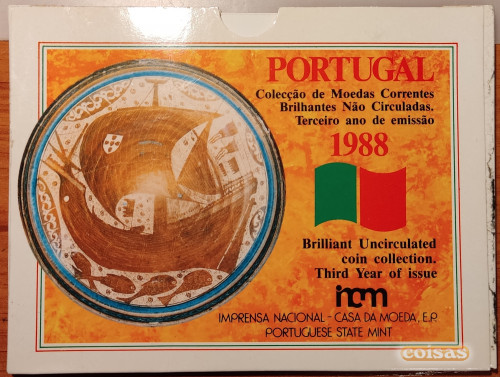 PORTUGAL
Colecção de Moedas Correntes
Brilhantes Não Circuladas.
Terceiro ano de emissão
1988
Brilliant Uncirculated
coin collection.
Third Year of issue
incm
IMPRENSA NACIONAL - CASA DA MOEDA, E.P.
PORTUGUESE STATE MINT
coisas